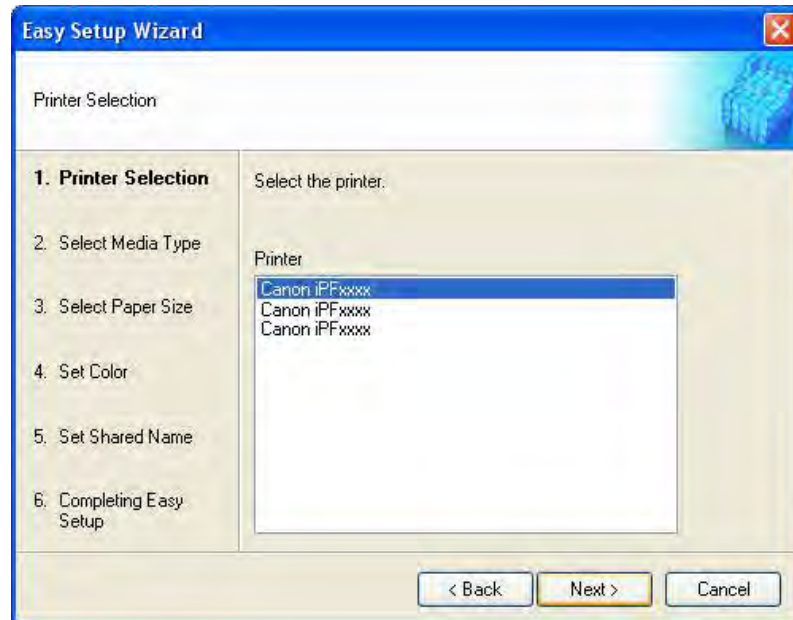 Easy Setup Wizard
Printer Selection
1. Printer Selection
2. Select Media Type
3. Select Paper Size
4. Set Color
5. Set Shared Name
6. Completing Easy
Setup
Select the printer.
Printer
Canon iPFxxxx
Canon iPFxxxx
Canon iPFxxxx
< Back
Next >
Cancel